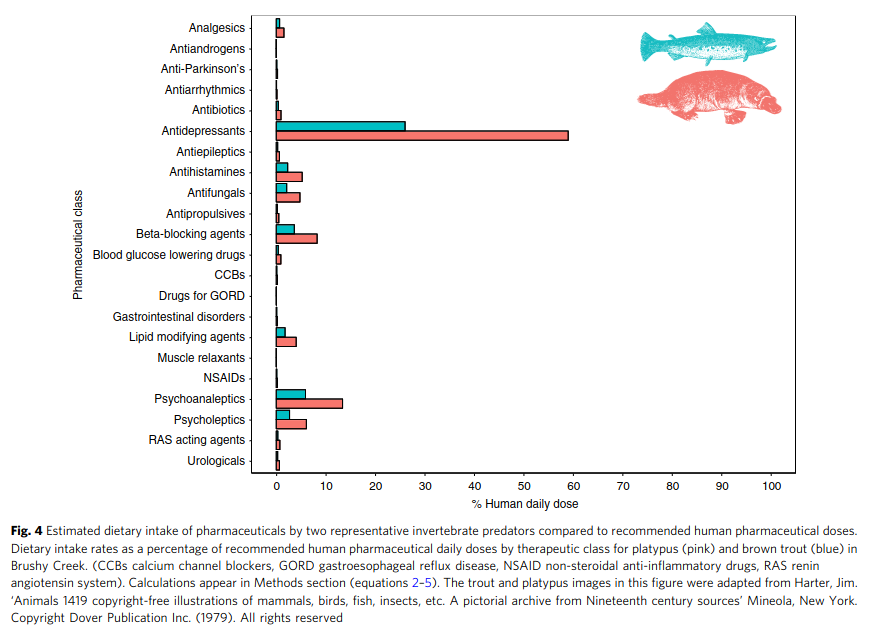 Analgesics
Antiandrogens
Anti-Parkinson's
Antiarrhythmics
Antibiotics
Antidepressants
Antiepileptics
Antihistamines
Antifungals
Antipropulsives
Beta-blocking agents
Blood glucose lowering drugs
CCBs
Drugs for GORD
Gastrointestinal disorders
Lipid modifying agents
Muscle relaxants
NSAIDs
Psychoanaleptics
Psycholeptics
RAS acting agents
Urologicals
Pharmaceutical class
0 10 20 30 40 50 60 70 80 90 100
% Human daily dose
Fig. 4 Estimated dietary intake of pharmaceuticals by two representative invertebrate predators compared to recommended human pharmaceutical doses.
Dietary intake rates as a percentage of recommended human pharmaceutical daily doses by therapeutic class for platypus (pink) and brown trout (blue) in
Brushy Creek. (CCBs calcium channel blockers, GORD gastroesophageal reflux disease, NSAID non-steroidal anti-inflammatory drugs, RAS renin
angiotensin system). Calculations appear in Methods section (equations 2–5). The trout and platypus images in this figure were adapted from Harter, Jim.
‘Animals 1419 copyright-free illustrations of mammals, birds, fish, insects, etc. A pictorial archive from Nineteenth century sources’ Mineola, New York.
Copyright Dover Publication Inc. (1979). All rights reserved